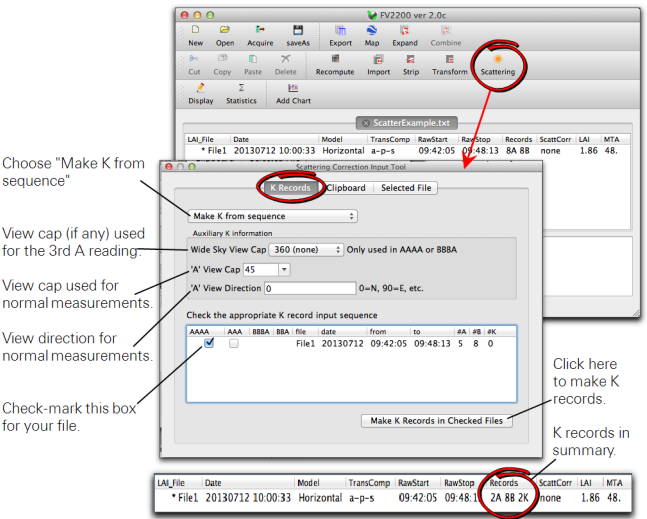 FV2200 ver 2.0c
New Open Acquire saveAs Export Map Expand Combine
Cut Copy Paste Delete Recompute Import Strip Transform Scattering
Display Statistics Add Chart
ScatterExample.txt
LAI_File Date Model TransComp RawStart RawStop Records ScattCorr LAI MTA
* File1 20130712 10:00:33 Horizontal a-p-s 09:42:05 09:48:13 8A 8B none 1.86 48.
Scattering Correction Input Tool
K Records Clipboard Selected File
Choose "Make K from
sequence"
Make K from sequence
Auxiliary K information
View cap (if any) used
for the 3rd A reading.
Wide Sky View Cap 360 (none) Only used in AAAA or BBBA
View cap used for
normal measurements.
'A' View Cap 45
'A' View Direction 0 0=N, 90=E, etc.
View direction for
normal measurements.
Check the appropriate K record input sequence
AAAA AAA BBBA BBA file date from to #A #B #K
File1 20130712 09:42:05 09:48:13 5 8 0
Check-mark this box
for your file.
Click here
to make K
records.
Make K Records in Checked Files
K records in
summary.
LAI_File Date Model TransComp RawStart RawStop Records ScattCorr LAI MTA
* File1 20130712 10:00:33 Horizontal a-p-s 09:42:05 09:48:1 2A 8B 2K none 1.86 48.